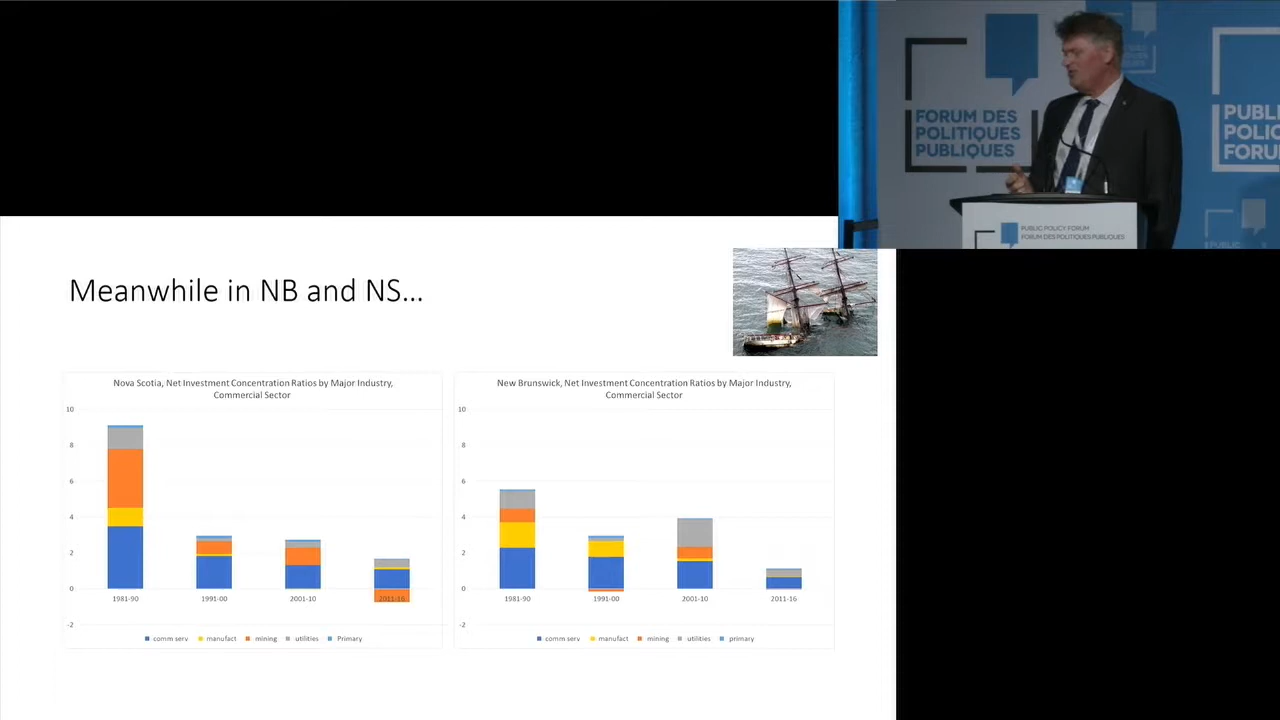 FORUM DES
POLITIQUES
PUBLIQUES
PUBLI
POLIC
FORU
PUBLIC POLICY FORUM
FORUM DES POLITIQUES PUBLIQUES
PUBLIC
Meanwhile in NB and NS...
Nova Scotia, Net Investment Concentration Ratios by Major Industry,
Commercial Sector
10
8
6
4
2
0
-2
1981-90 1991-00 2001-10 2011-16
comm serv manufact mining utilities Primary
New Brunswick, Net Investment Concentration Ratios by Major Industry,
Commercial Sector
10
8
6
4
2
0
-2
1981-90 1991-00 2001-10 2011-16
comm serv manufact mining utilities primary